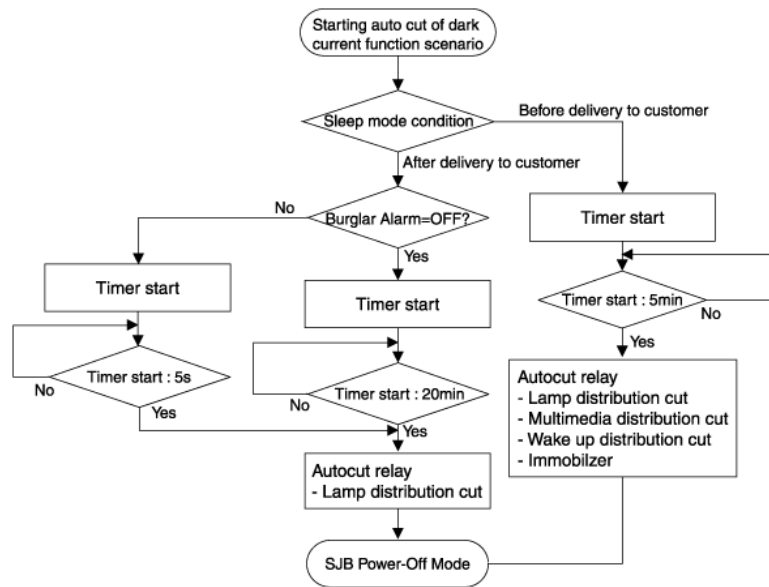 Starting auto cut of dark
current function scenario
Sleep mode condition
Before delivery to customer
After delivery to customer
No
Burglar Alarm=OFF?
Yes
Timer start
Timer start
Timer start
Timer start : 5min
No
Yes
Timer start : 5s
No
Yes
Timer start : 20min
No
Yes
Autocut relay
- Lamp distribution cut
- Multimedia distribution cut
- Wake up distribution cut
- Immobilzer
Autocut relay
- Lamp distribution cut
SJB Power-Off Mode